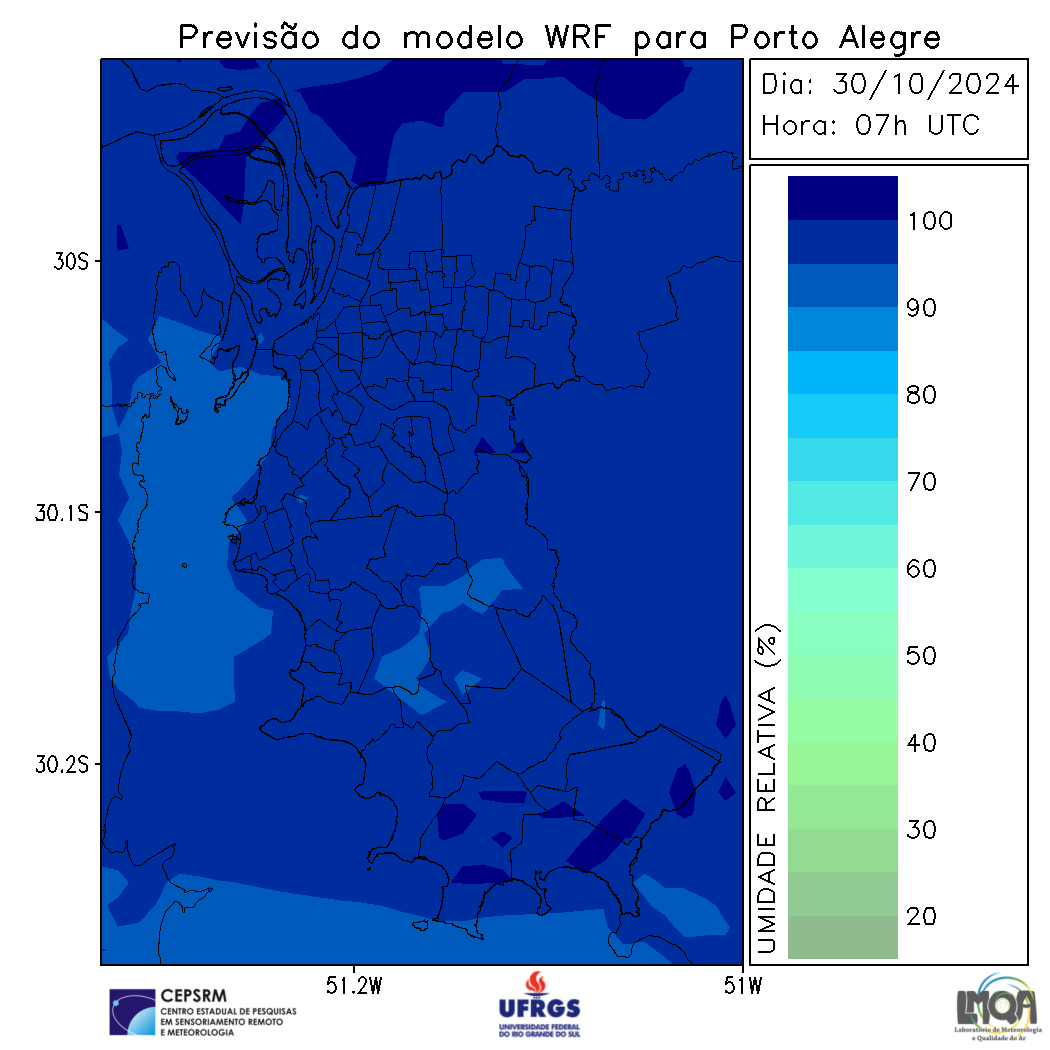 Previsão do modelo WRF para Porto Alegre
Dia: 30/10/2024
Hora: 07h UTC
100
90
80
70
60
50
40
30
20
UMIDADE RELATIVA (%)
30S
30.1S
30.2S
51.2W
51W
CEPSRM
CENTRO ESTADUAL DE PESQUISAS
EM SENSORIAMENTO REMOTO
E METEOROLOGIA
UFRGS
UNIVERSIDADE FEDERAL
DO RIO GRANDE DO SUL
LMQA
Laboratório de Meteorologia
e Qualidade do Ar